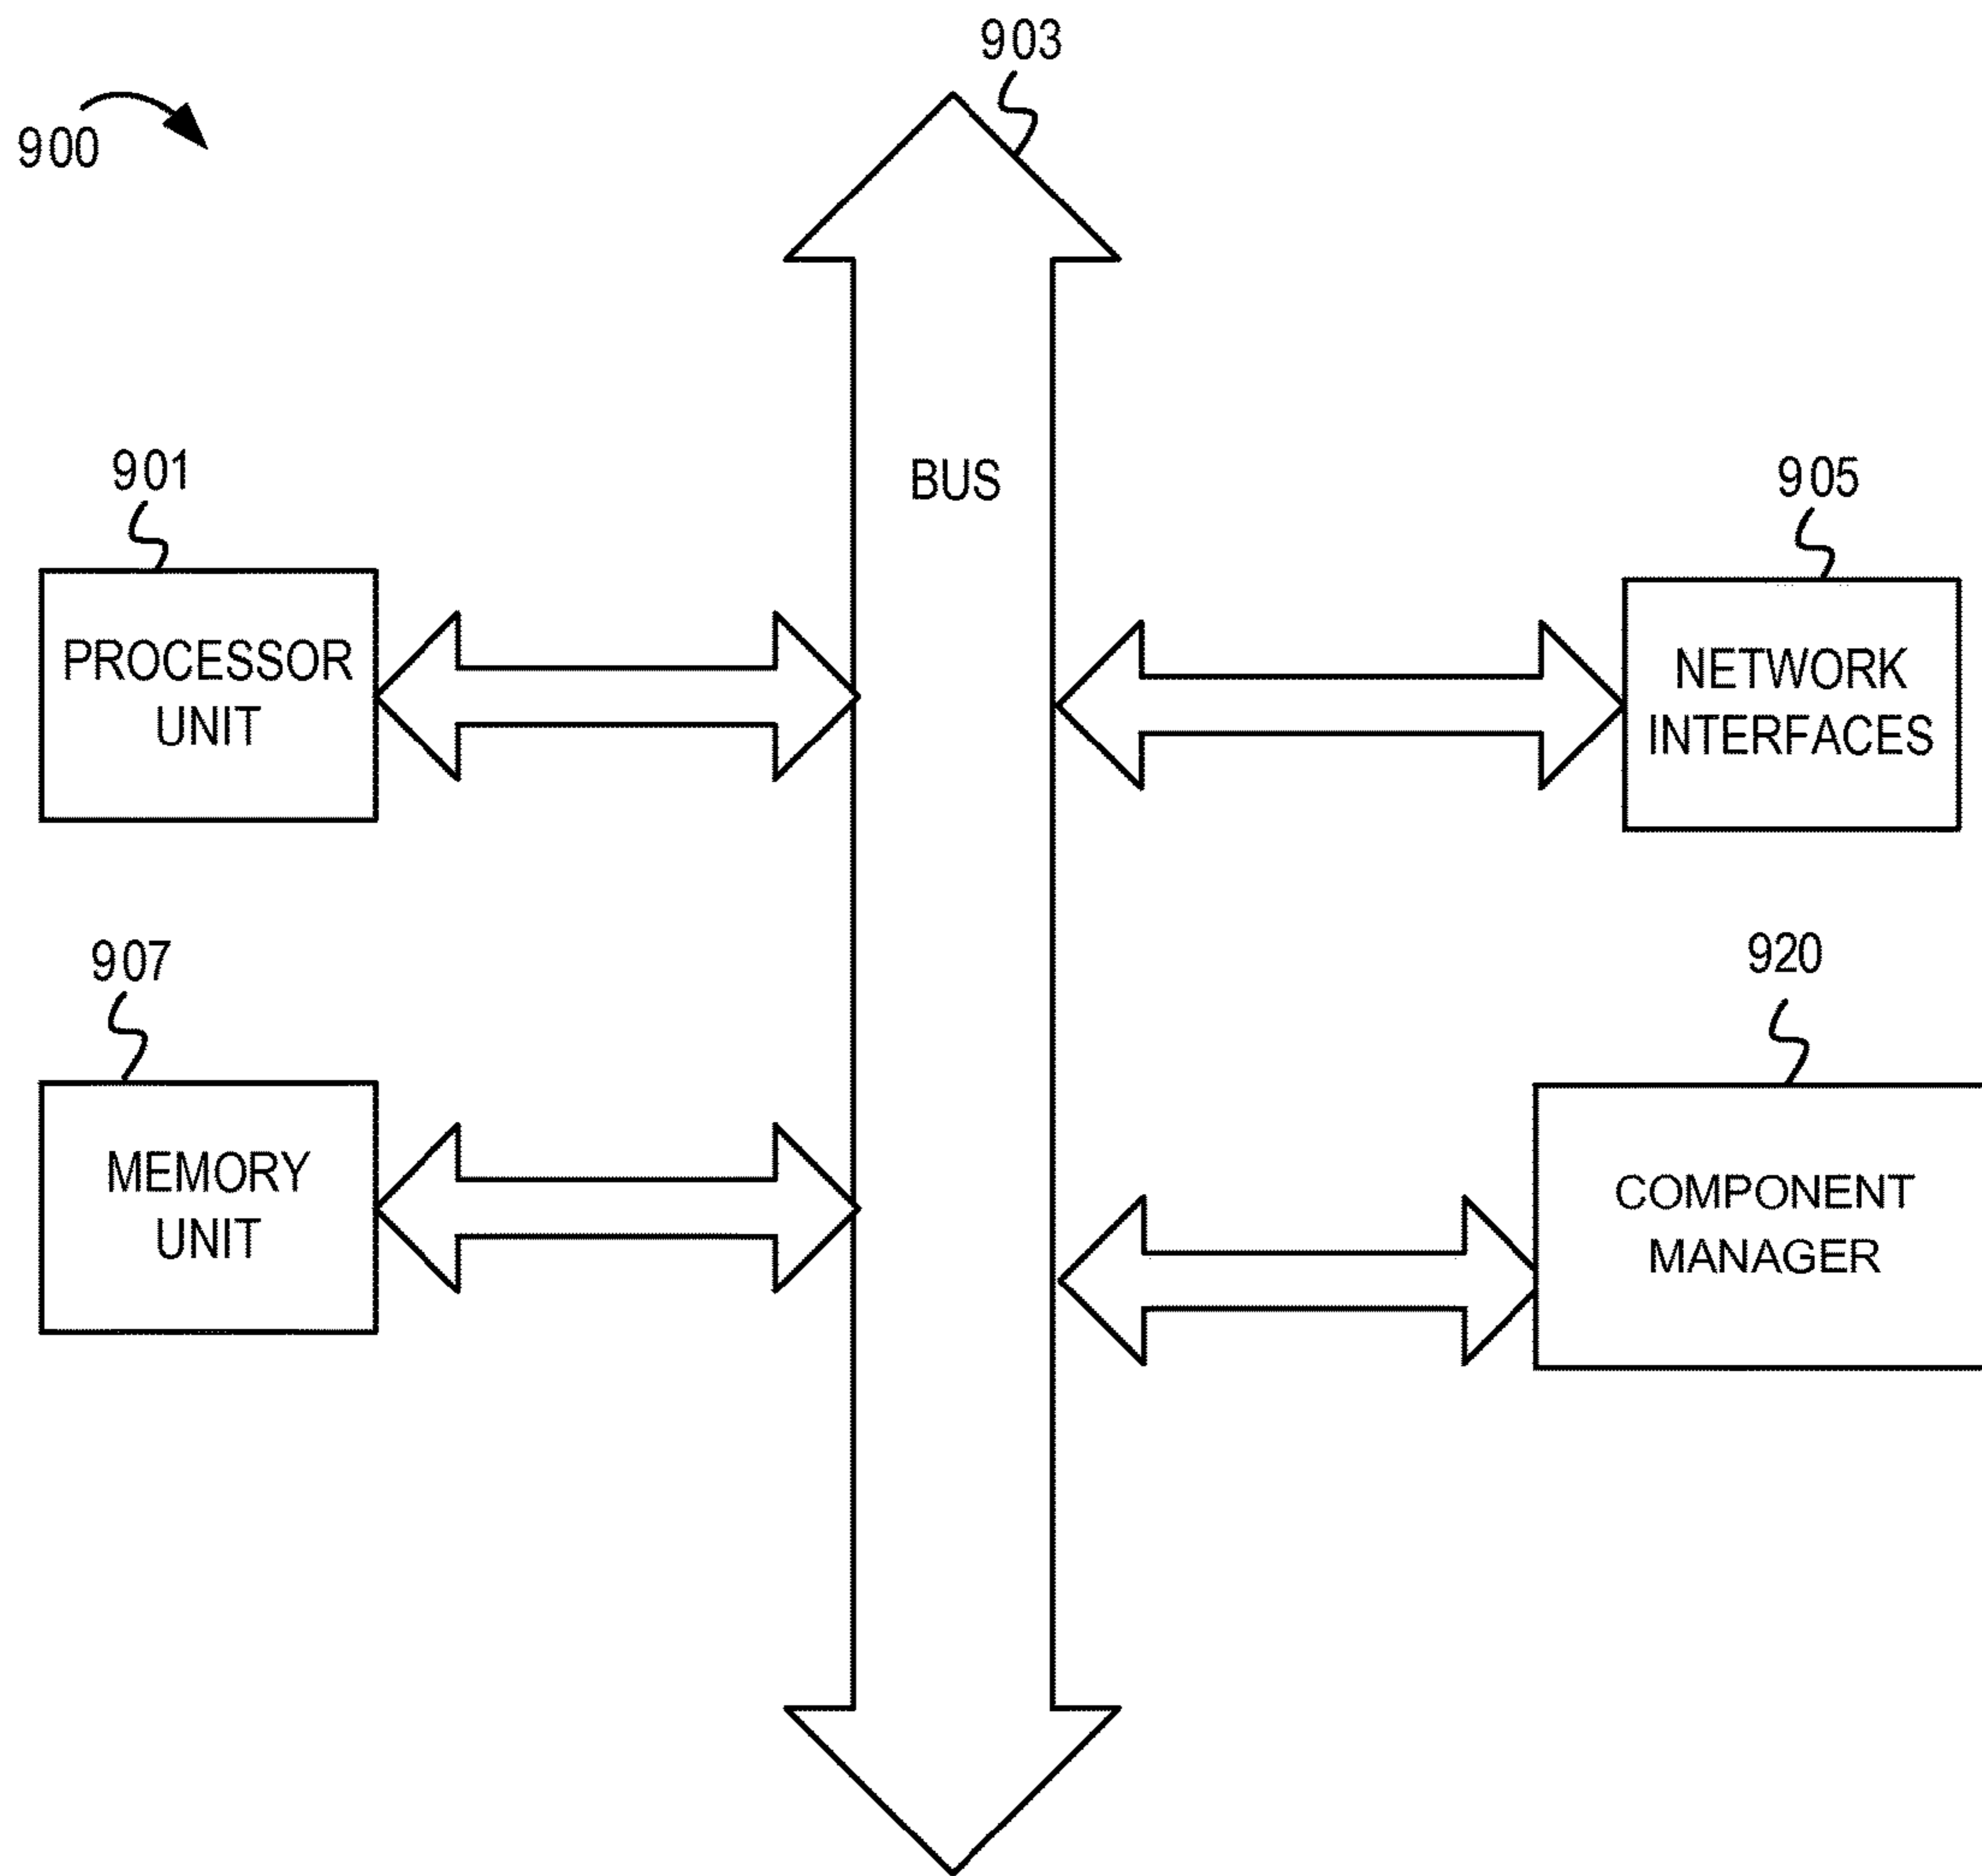 903
900
BUS
901
PROCESSOR
UNIT
905
NETWORK
INTERFACES
907
MEMORY
UNIT
920
COMPONENT
MANAGER